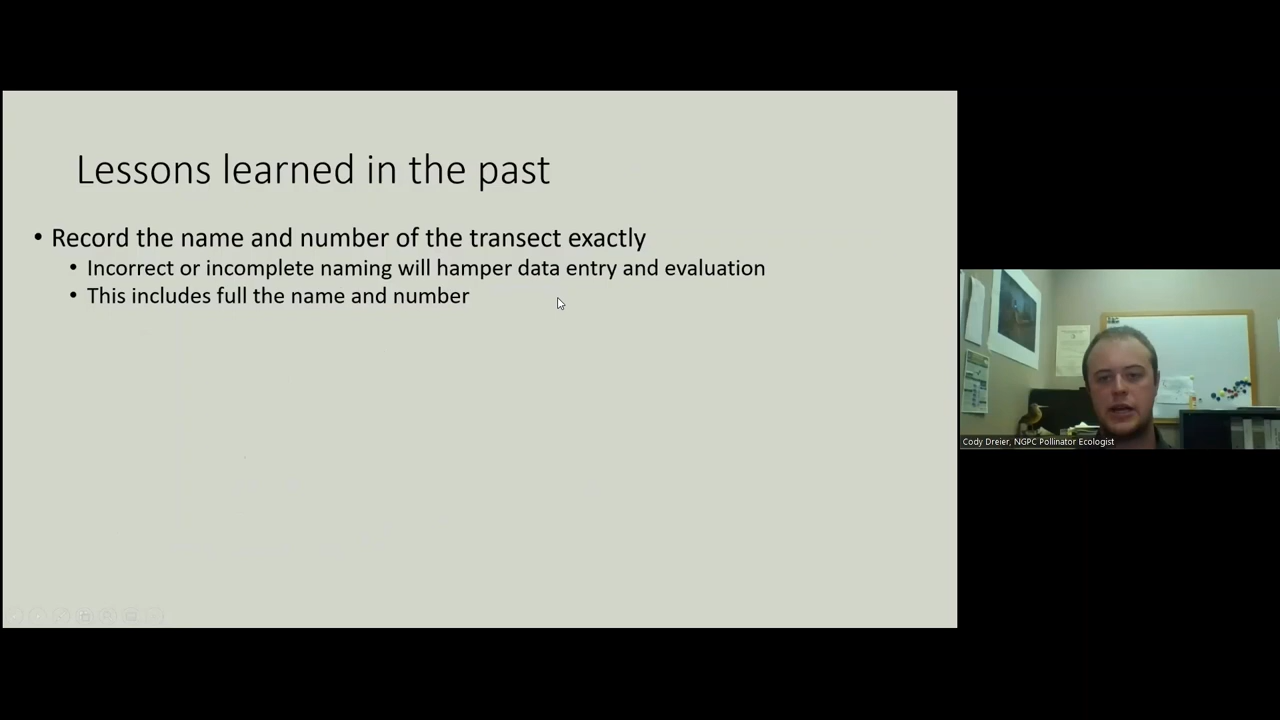 Lessons learned in the past
• Record the name and number of the transect exactly
• Incorrect or incomplete naming will hamper data entry and evaluation
• This includes full the name and number
Cody Dreier, NGPC Pollinator Ecologist